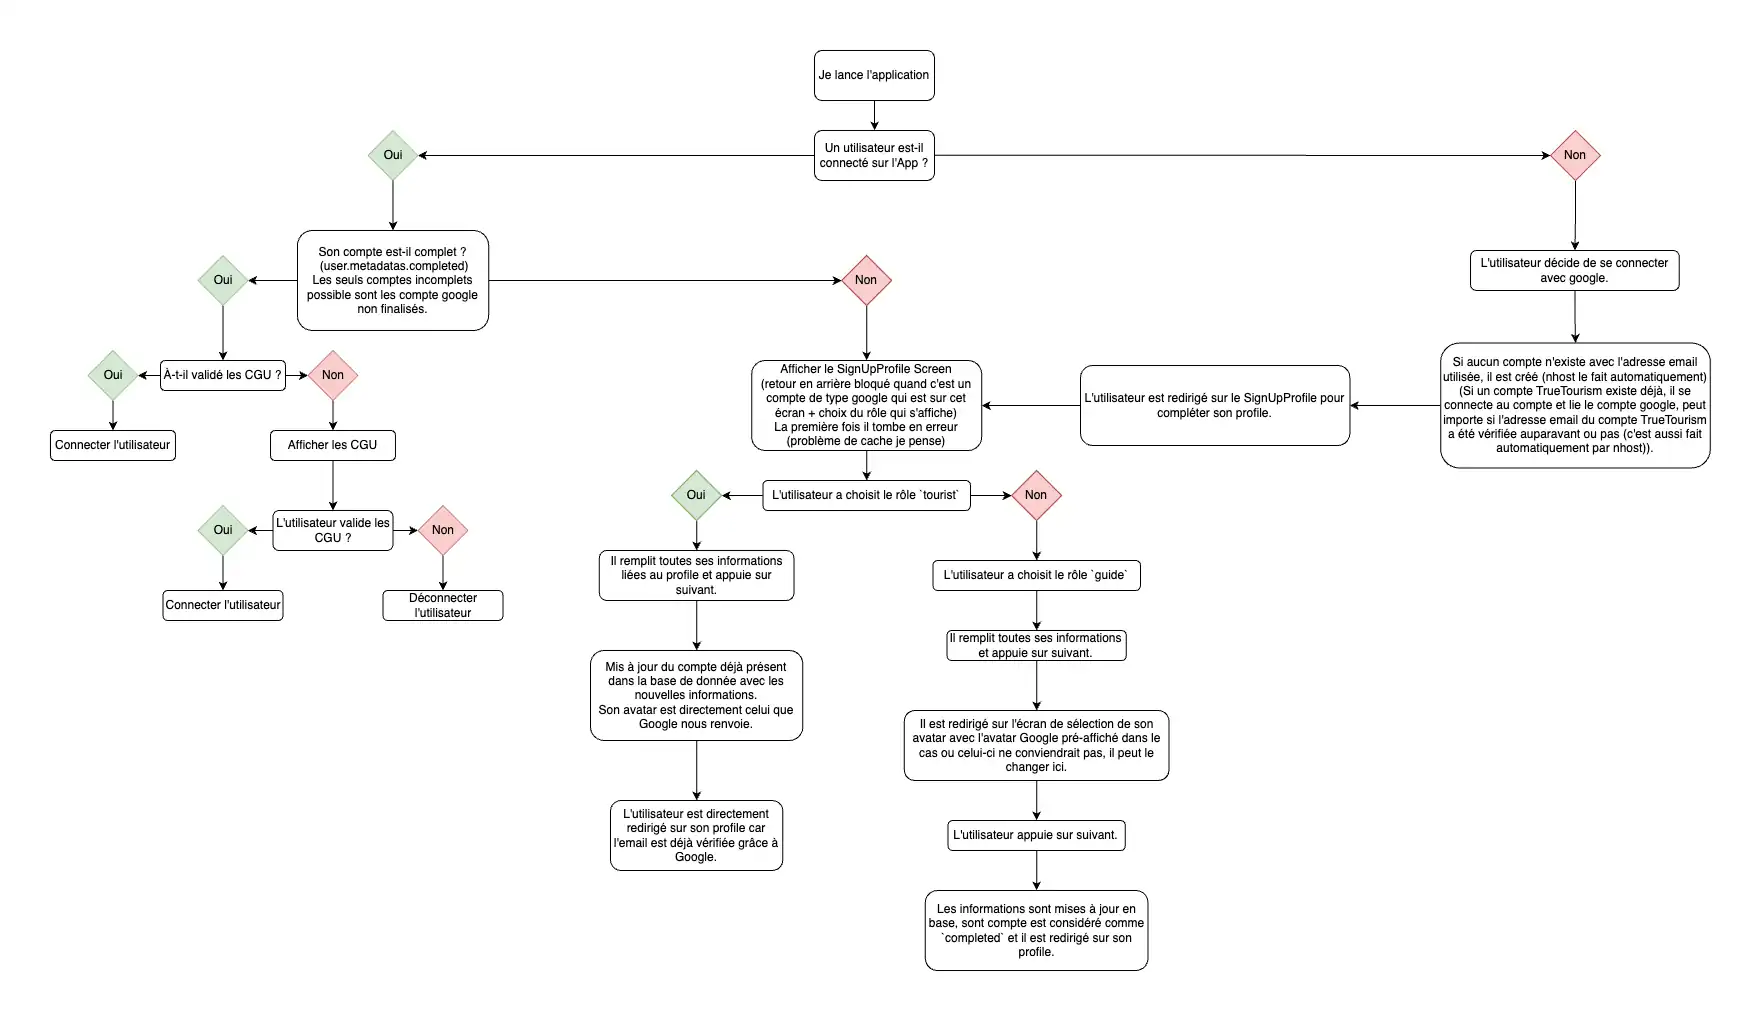 Je lance l'application
Un utilisateur est-il
connecté sur l'App ?
Oui
Non
Son compte est-il complet ?
(user.metadatas.completed)
Les seuls comptes incomplets
possible sont les compte google
non finalisés.
L'utilisateur décide de se connecter
avec google.
Oui
Non
Oui
À-t-il validé les CGU ?
Non
Afficher le SignUpProfile Screen
(retour en arrière bloqué quand c'est un
compte de type google qui est sur cet
écran + choix du rôle qui s'affiche)
La première fois il tombe en erreur
(problème de cache je pense)
L'utilisateur est redirigé sur le SignUpProfile pour
compléter son profile.
Si aucun compte n'existe avec l'adresse email
utilisée, il est créé (nhost le fait automatiquement)
(Si un compte TrueTourism existe déjà, il se
connecte au compte et lie le compte google, peut
importe si l'adresse email du compte TrueTourism
a été vérifiée auparavant ou pas (c'est aussi fait
automatiquement par nhost)).
Connecter l'utilisateur
Afficher les CGU
Oui
L'utilisateur a choisit le rôle `tourist`
Non
Oui
L'utilisateur valide les
CGU ?
Non
Connecter l'utilisateur
Déconnecter
l'utilisateur
Il remplit toutes ses informations
liées au profile et appuie sur
suivant.
L'utilisateur a choisit le rôle `guide`
Il remplit toutes ses informations
et appuie sur suivant.
Mis à jour du compte déjà présent
dans la base de donnée avec les
nouvelles informations.
Son avatar est directement celui que
Google nous renvoie.
Il est redirigé sur l'écran de sélection de son
avatar avec l'avatar Google pré-affiché dans le
cas ou celui-ci ne conviendrait pas, il peut le
changer ici.
L'utilisateur est directement
redirigé sur son profile car
l'email est déjà vérifiée grâce à
Google.
L'utilisateur appuie sur suivant.
Les informations sont mises à jour en
base, sont compte est considéré comme
`completed` et il est redirigé sur son
profile.